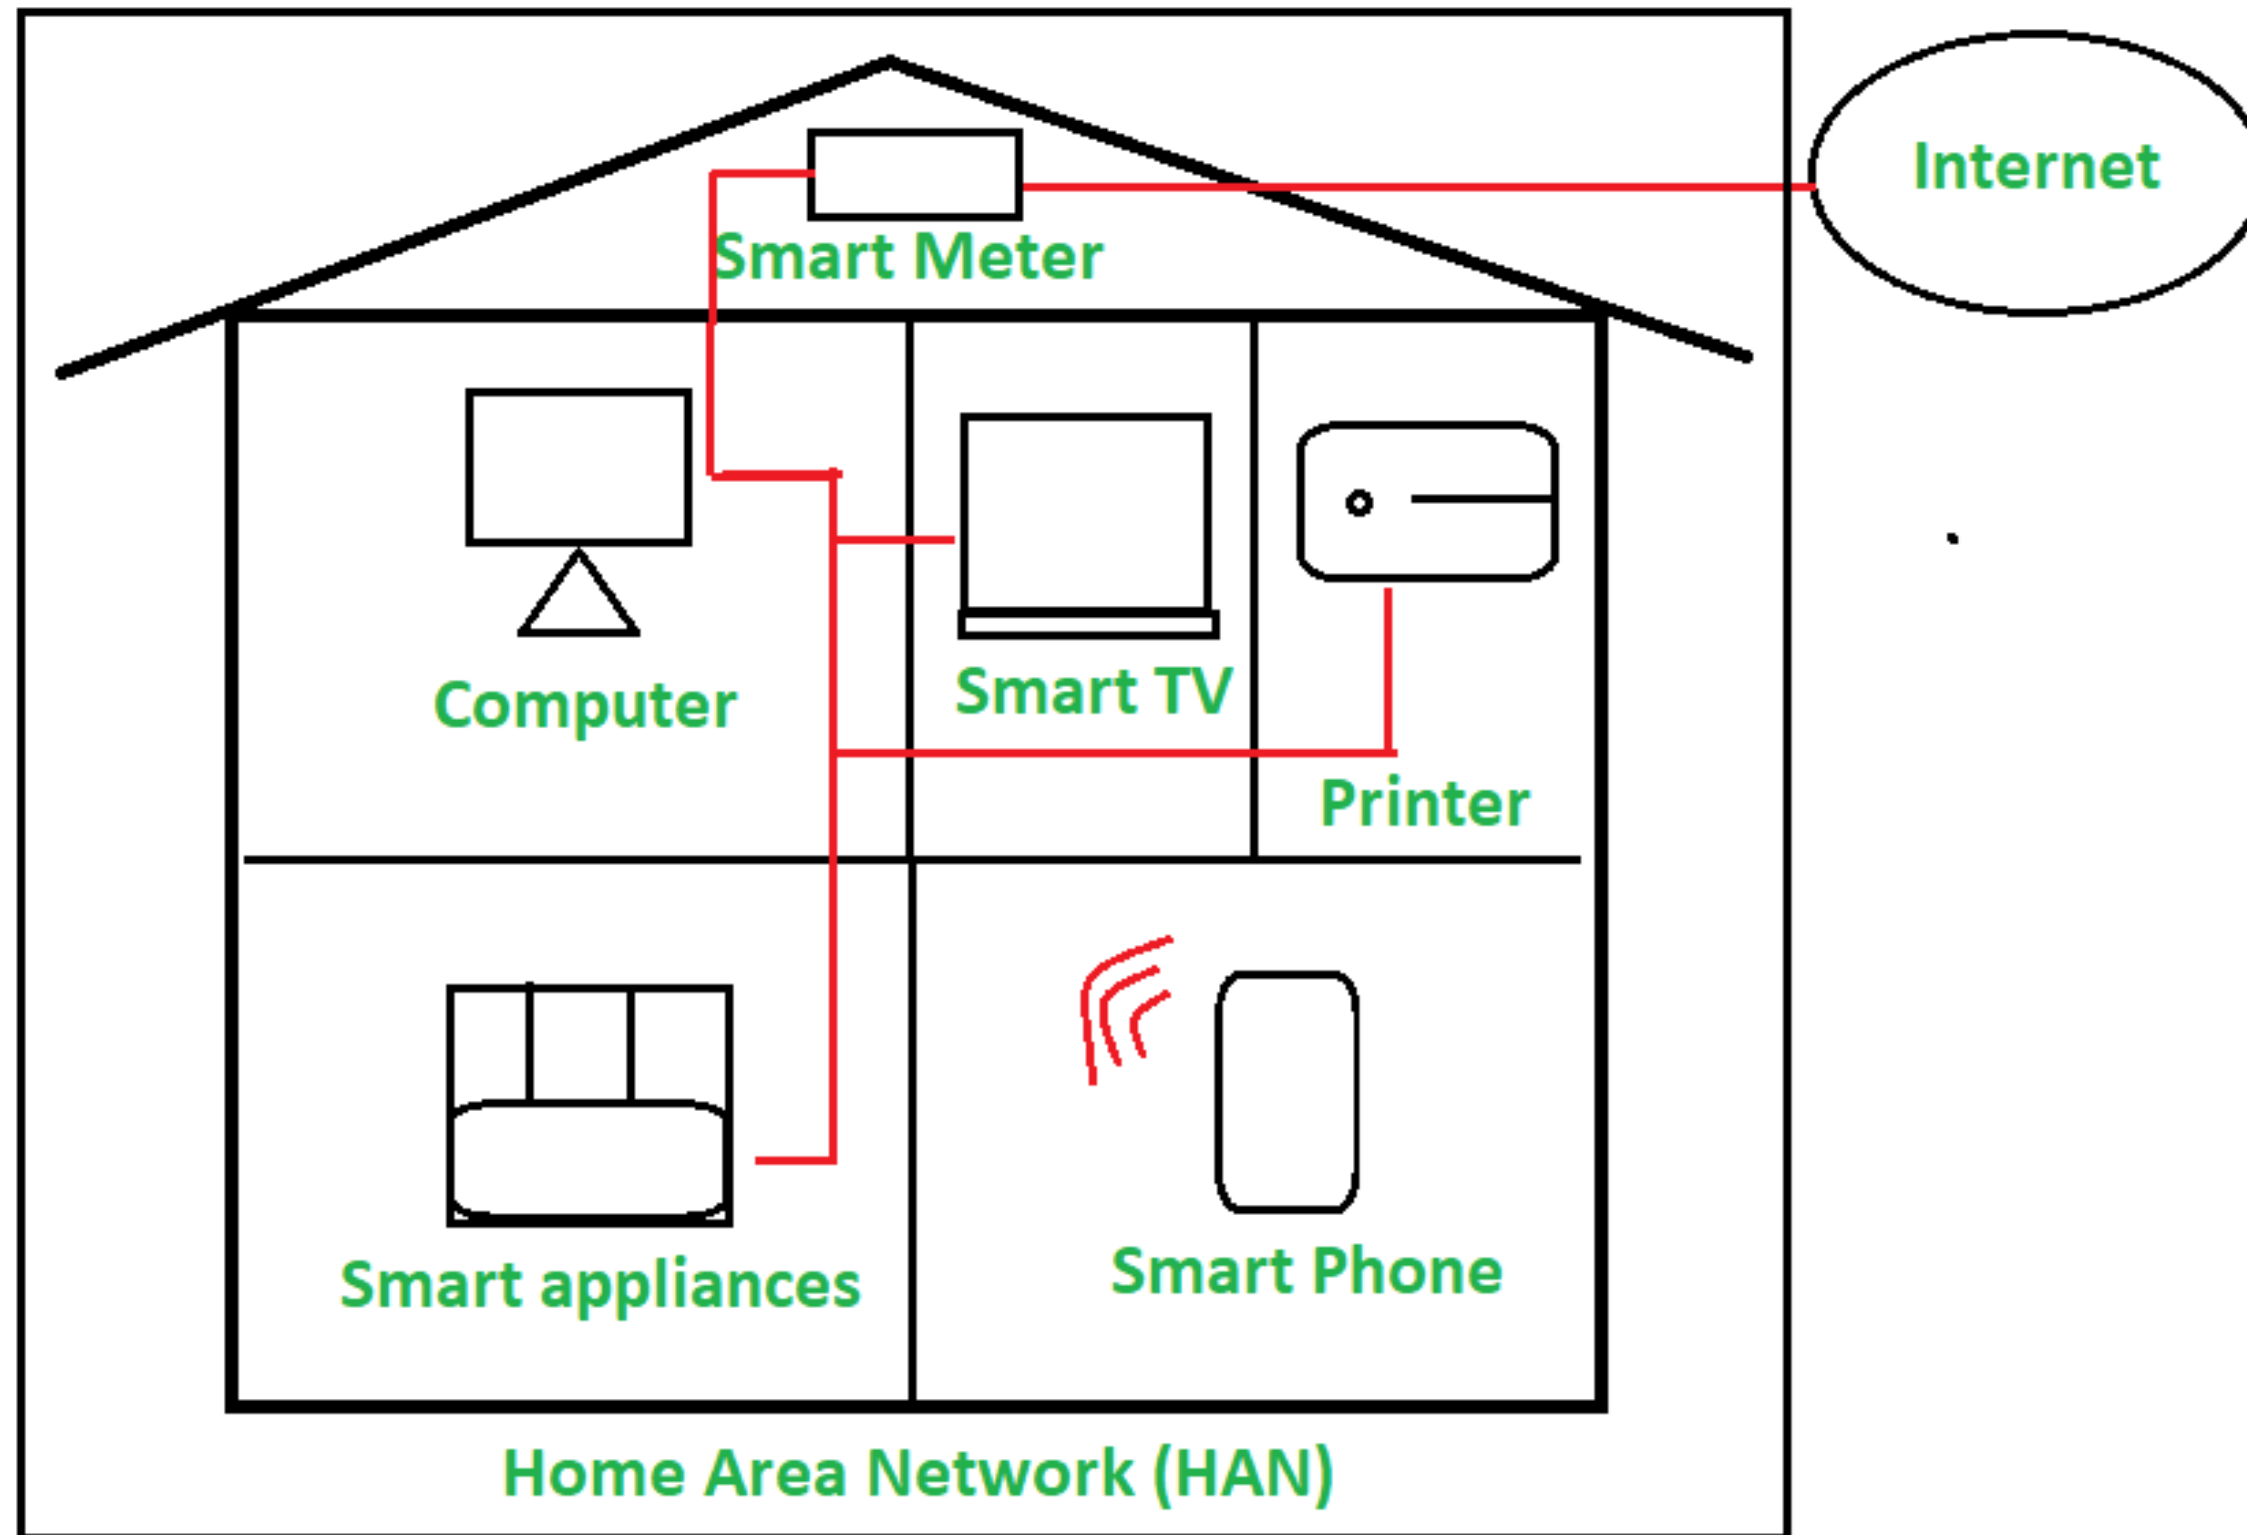 Internet
Smart Meter
Computer
Smart TV
Printer
Smart appliances
Smart Phone
Home Area Network (HAN)